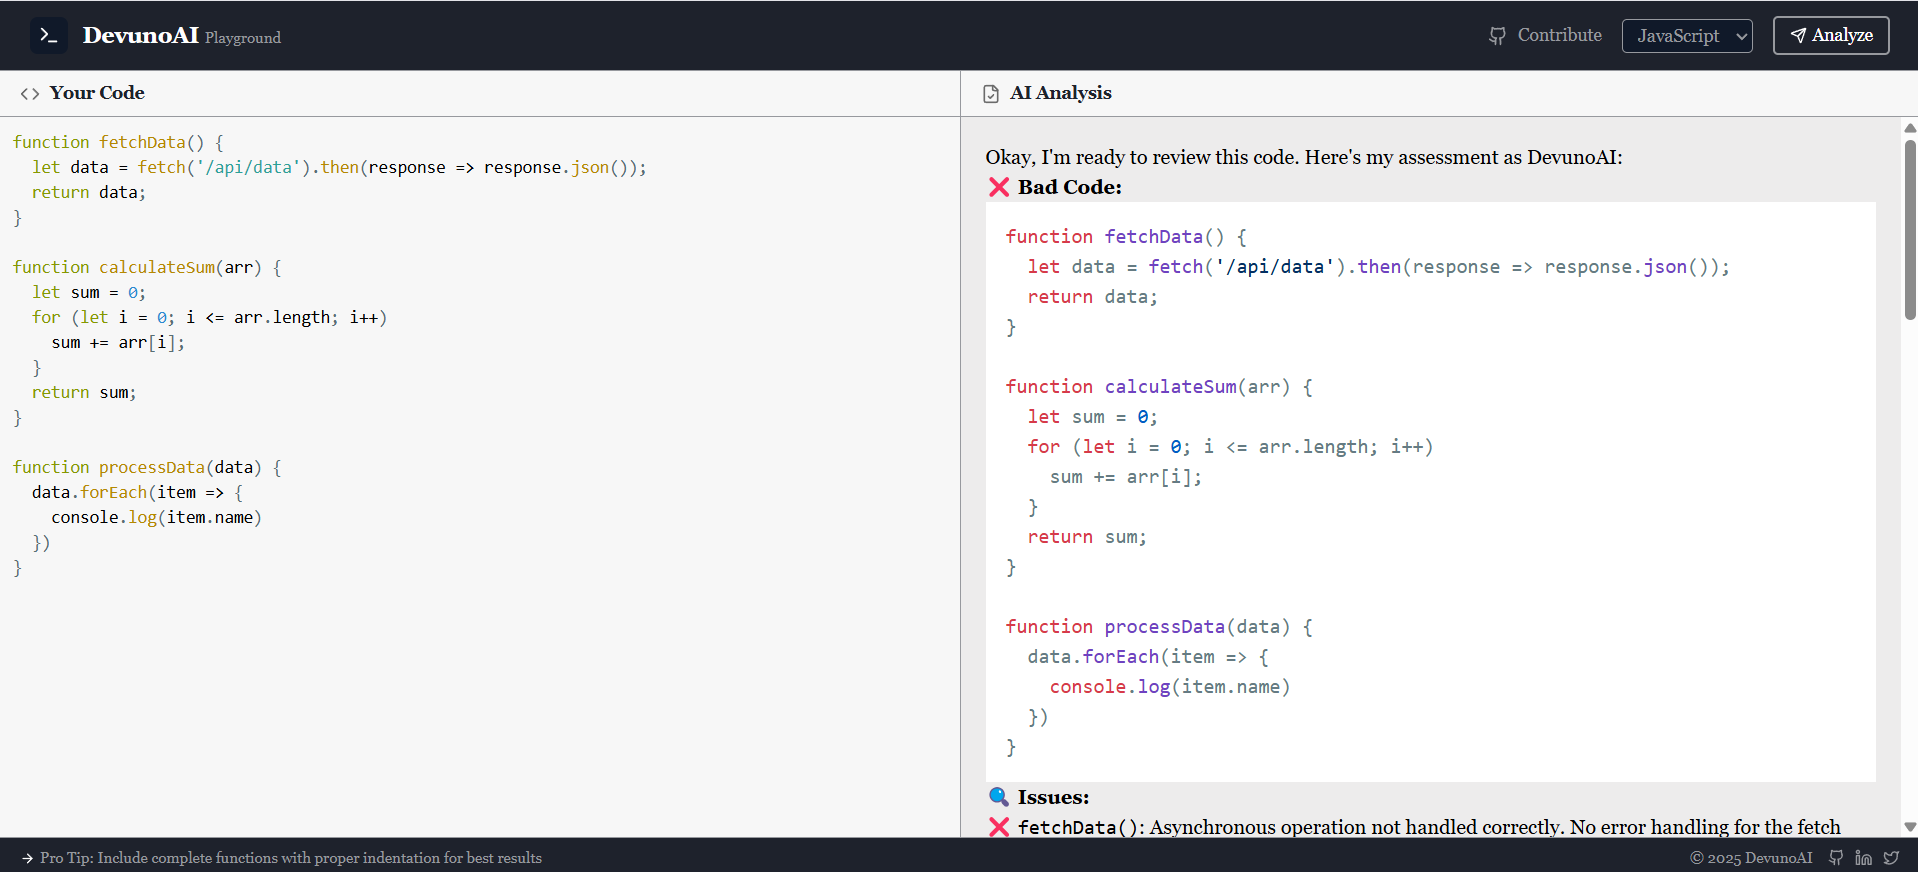 DevunoAI Playground
Contribute
JavaScript
Analyze
Your Code
function fetchData() {
  let data = fetch('/api/data').then(response => response.json());
  return data;
}
function calculateSum(arr) {
  let sum = 0;
  for (let i = 0; i <= arr.length; i++)
    sum += arr[i];
  }
  return sum;
}
function processData(data) {
  data.forEach(item => {
    console.log(item.name)
  })
}
AI Analysis
Okay, I'm ready to review this code. Here's my assessment as DevunoAI:
❌ Bad Code:
function fetchData() {
  let data = fetch('/api/data').then(response => response.json());
  return data;
}
function calculateSum(arr) {
  let sum = 0;
  for (let i = 0; i <= arr.length; i++)
    sum += arr[i];
  }
  return sum;
}
function processData(data) {
  data.forEach(item => {
    console.log(item.name)
  })
}
🔍 Issues:
❌ fetchData(): Asynchronous operation not handled correctly. No error handling for the fetch
→ Pro Tip: Include complete functions with proper indentation for best results
© 2025 DevunoAI